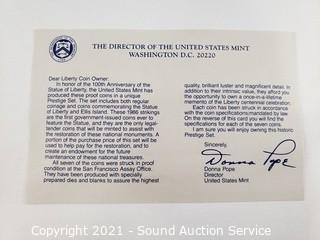 THE DIRECTOR OF THE UNITED STATES MINT
WASHINGTON D.C. 20220
Dear Liberty Coin Owner:
In honor of the 100th Anniversary of the
Statue of Liberty, the United States Mint has
produced these proof coins in a unique
Prestige Set. The set includes both regular
coinage and coins commemorating the Statue
of Liberty and Ellis Island. These 1986 strikings
are the first government-issued coins ever to
feature the Statue, and they are the only legal-
tender coins that will be minted to assist with
the restoration of these national monuments. A
portion of the purchase price of this set will be
used to help pay for the restoration, and to
create an endowment for the future
maintenance of these national treasures.
All seven of the coins were struck in proof
condition at the San Francisco Assay Office.
They have been produced with specially
prepared dies and blanks to assure the highest
quality, brilliant luster and magnificent detail. In
addition to their intrinsic value, they afford you
the opportunity to own a once-in-a-lifetime
memento of the Liberty centennial celebration.
Each coin has been struck in accordance
with the coin specifications mandated by law.
On the reverse of this card you will find the
specifications for each of the seven coins.
I am sure you will enjoy owning this historic
Prestige Set.
Sincerely,
Donna Pope
Donna Pope
Director
United States Mint
Copyright 2021 - Sound Auction Service